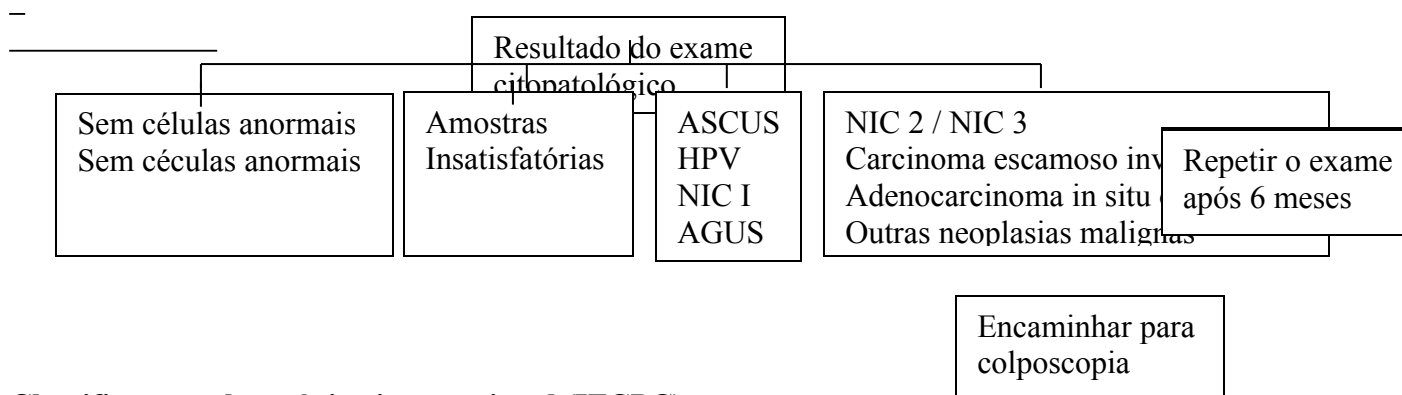 Resultado do exame
citopatológico
Sem células anormais
Sem céculas anormais
Amostras
Insatisfatórias
ASCUS
HPV
NIC I
AGUS
NIC 2 / NIC 3
Carcinoma escamoso
Adenocarcinoma in situ
Outras neoplasias malignas
Repetir o exame
após 6 meses
Encaminhar para
colposcopia